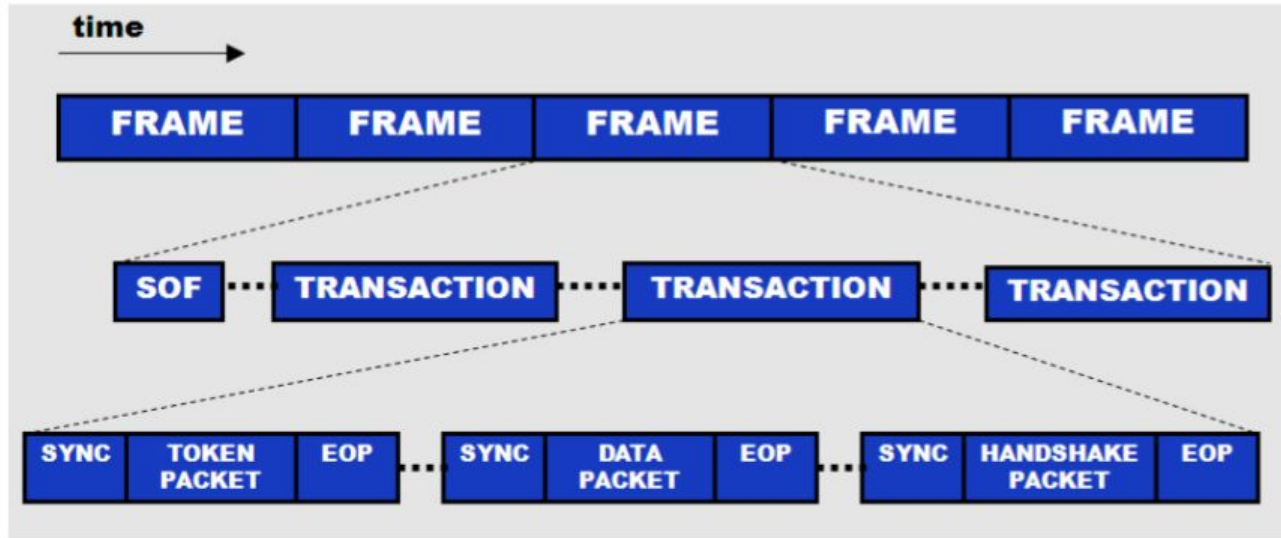 time
FRAME FRAME FRAME FRAME FRAME
SOF TRANSACTION TRANSACTION TRANSACTION
SYNC TOKEN PACKET EOP SYNC DATA PACKET EOP SYNC HANDSHAKE PACKET EOP